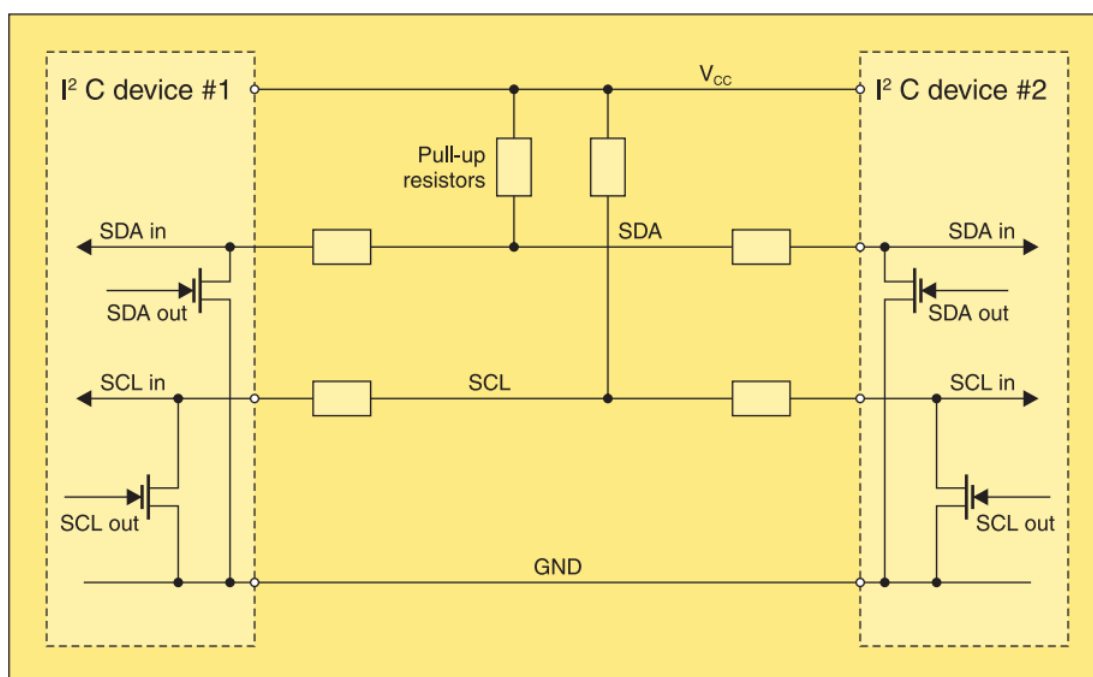 I² C device #1
V_CC
I² C device #2
Pull-up
resistors
SDA in
SDA
SDA in
SDA out
SDA out
SCL in
SCL
SCL in
SCL out
SCL out
GND